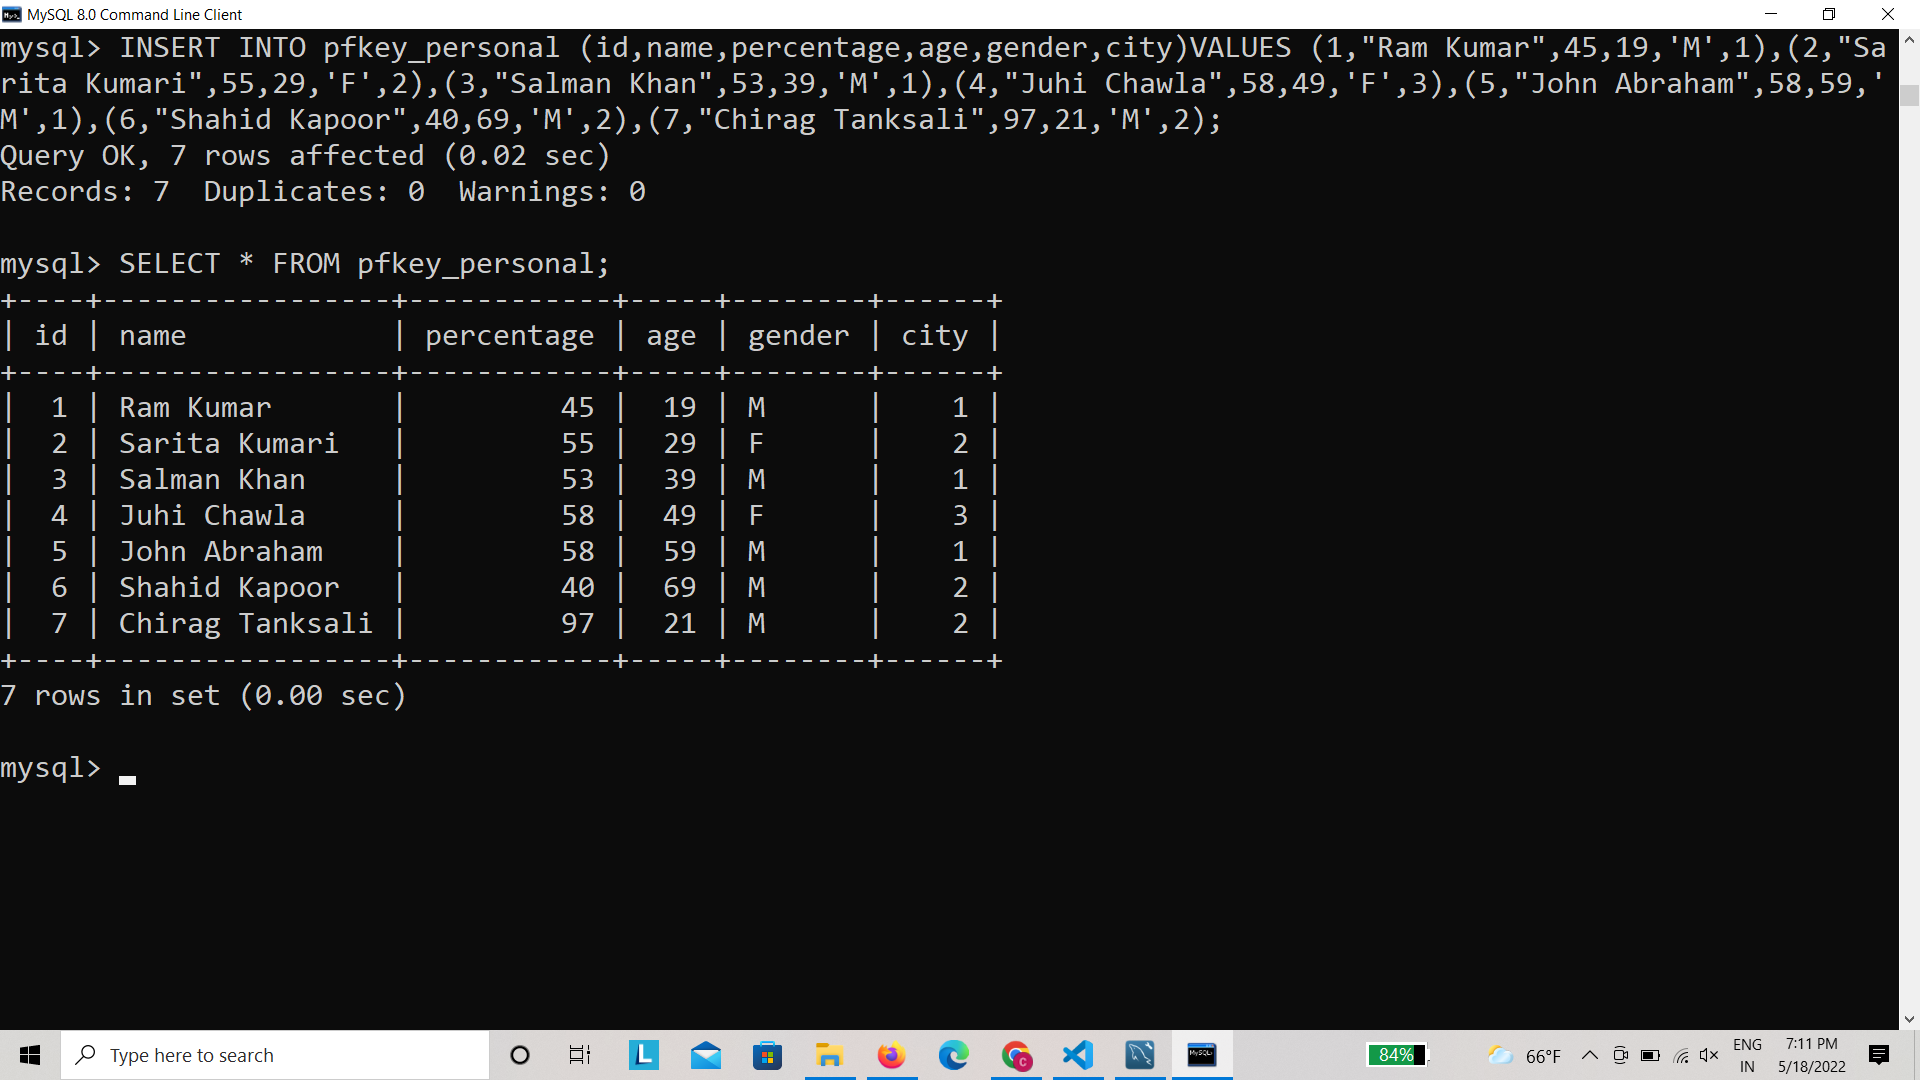 MySQL 8.0 Command Line Client
mysql> INSERT INTO pfkey_personal (id,name,percentage,age,gender,city)VALUES (1,"Ram Kumar",45,19,'M',1),(2,"Sa
rita Kumari",55,29,'F',2),(3,"Salman Khan",53,39,'M',1),(4,"Juhi Chawla",58,49,'F',3),(5,"John Abraham",58,59,'
M',1),(6,"Shahid Kapoor",40,69,'M',2),(7,"Chirag Tanksali",97,21,'M',2);
Query OK, 7 rows affected (0.02 sec)
Records: 7  Duplicates: 0  Warnings: 0
mysql> SELECT * FROM pfkey_personal;
+----+-----------------+------------+-----+--------+------+
| id | name            | percentage | age | gender | city |
+----+-----------------+------------+-----+--------+------+
|  1 | Ram Kumar       |         45 |  19 | M      |    1 |
|  2 | Sarita Kumari   |         55 |  29 | F      |    2 |
|  3 | Salman Khan     |         53 |  39 | M      |    1 |
|  4 | Juhi Chawla     |         58 |  49 | F      |    3 |
|  5 | John Abraham    |         58 |  59 | M      |    1 |
|  6 | Shahid Kapoor   |         40 |  69 | M      |    2 |
|  7 | Chirag Tanksali |         97 |  21 | M      |    2 |
+----+-----------------+------------+-----+--------+------+
7 rows in set (0.00 sec)
mysql>
Type here to search
L
C
MySQL
84%
66°F
ENG
IN
7:11 PM
5/18/2022